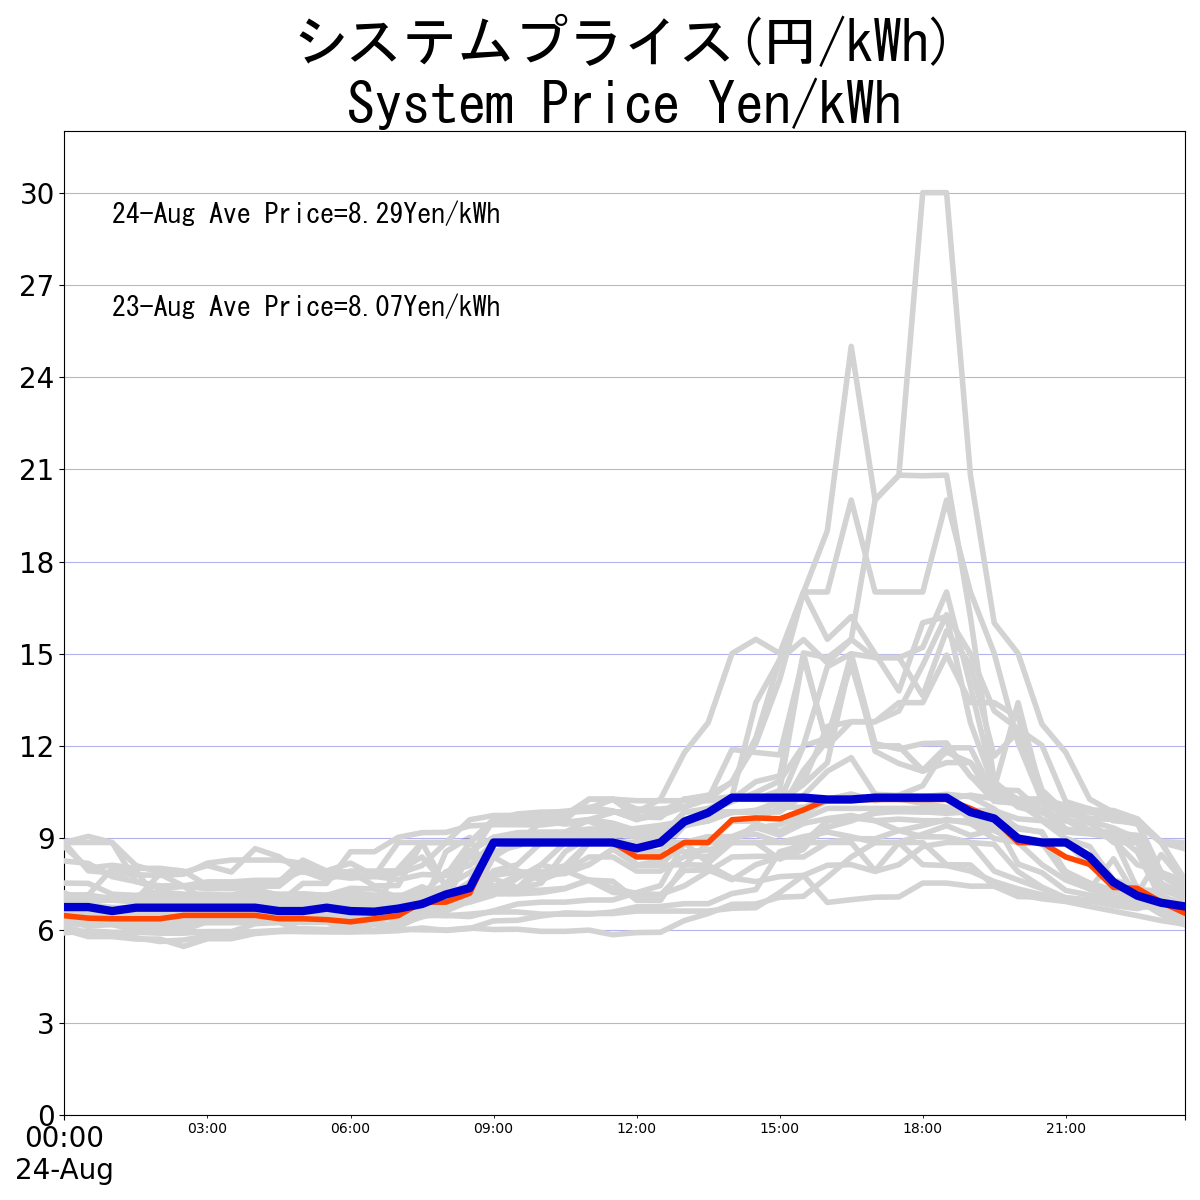 システムプライス(円/kWh)
System Price Yen/kWh
30
24-Aug Ave Price=8.29Yen/kWh
27
23-Aug Ave Price=8.07Yen/kWh
24
21
18
15
12
9
6
3
0
00:00 03:00 06:00 09:00 12:00 15:00 18:00 21:00
24-Aug